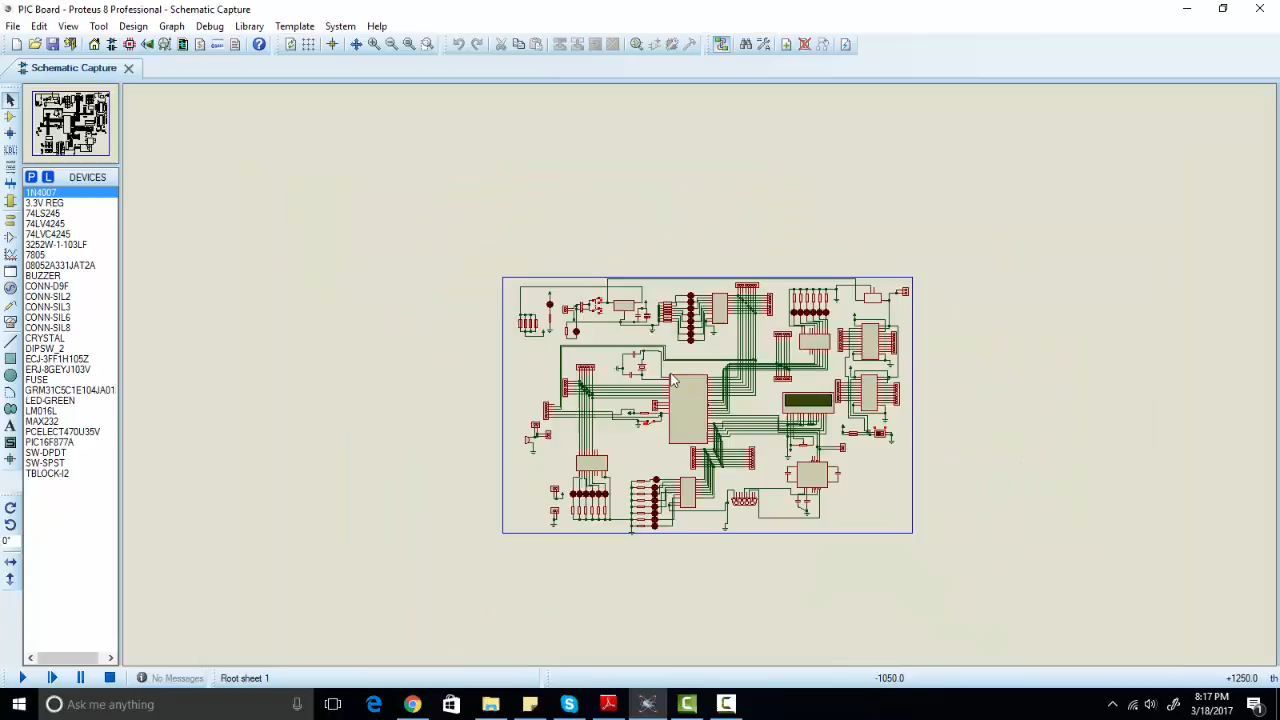 PIC Board - Proteus 8 Professional - Schematic Capture
File Edit View Tool Design Graph Debug Library Template System Help
Schematic Capture
P L DEVICES
1N4007
3.3V REG
74LS245
74LV4245
74LVC4245
3252W-1-103LF
7805
08052A331JAT2A
BUZZER
CONN-D9F
CONN-SIL2
CONN-SIL3
CONN-SIL6
CONN-SIL8
CRYSTAL
DIPSW_2
ECJ-3FF1H105Z
ERJ-8GEYJ103V
FUSE
GRM31C5C1E104JA01
LED-GREEN
LM016L
MAX232
PCELECT470U35V
PIC16F877A
SW-DPDT
SW-SPST
TBLOCK-I2
0°
No Messages Root sheet 1 -1050.0 +1250.0 th
Ask me anything
8:17 PM
3/18/2017